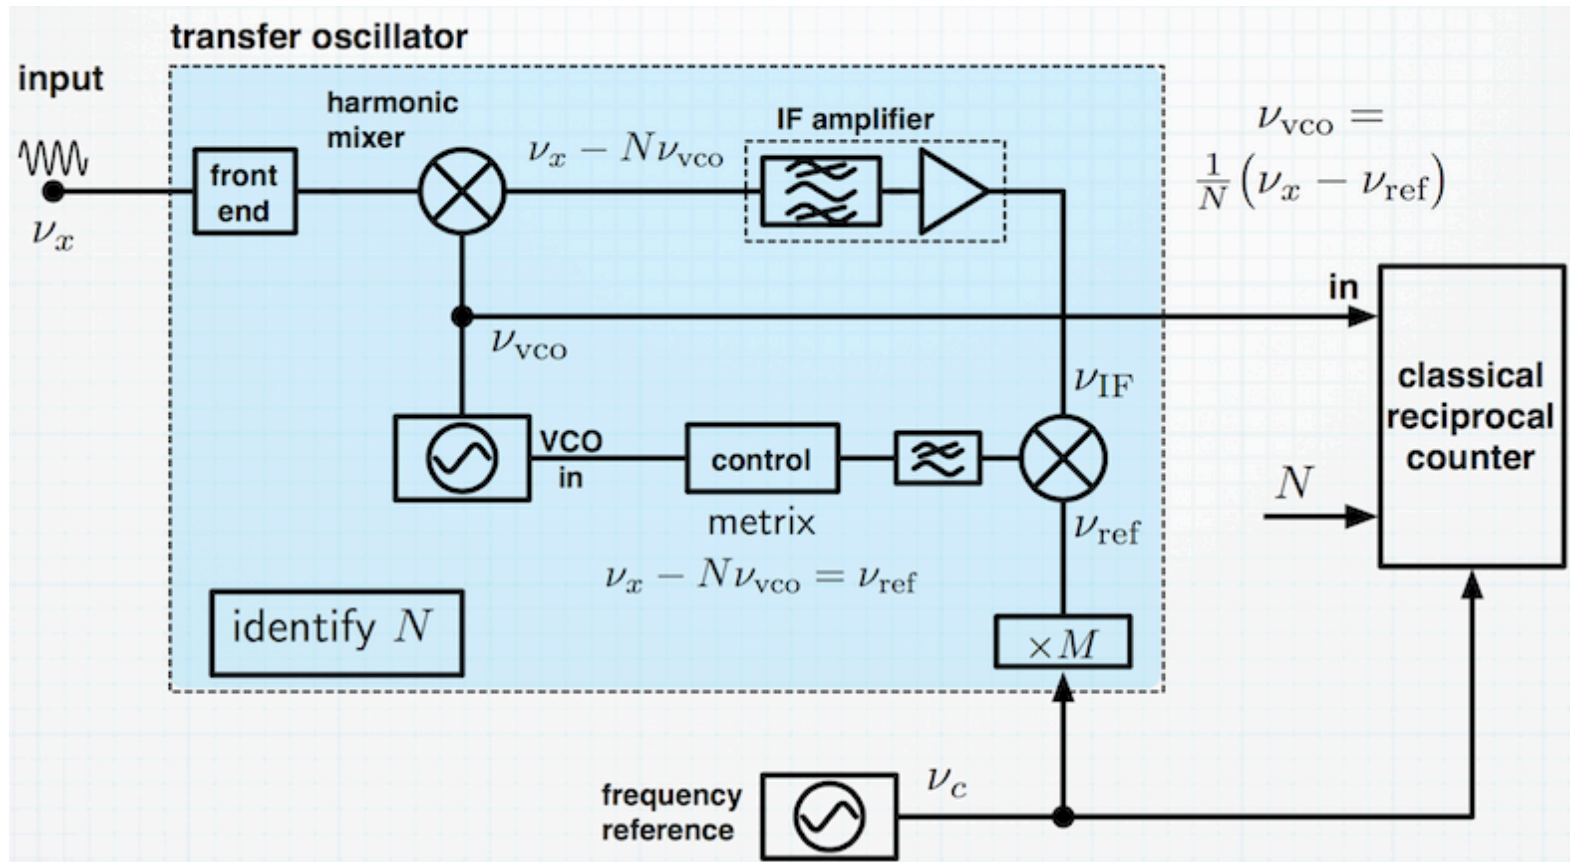 transfer oscillator
input
ν_x
front
end
harmonic
mixer
ν_x − Nν_vco
IF amplifier
ν_vco =
1/N (ν_x − ν_ref)
in
ν_vco
ν_IF
classical
reciprocal
counter
VCO
in
control
N
metrix
ν_ref
ν_x − Nν_vco = ν_ref
identify N
×M
frequency
reference
ν_c